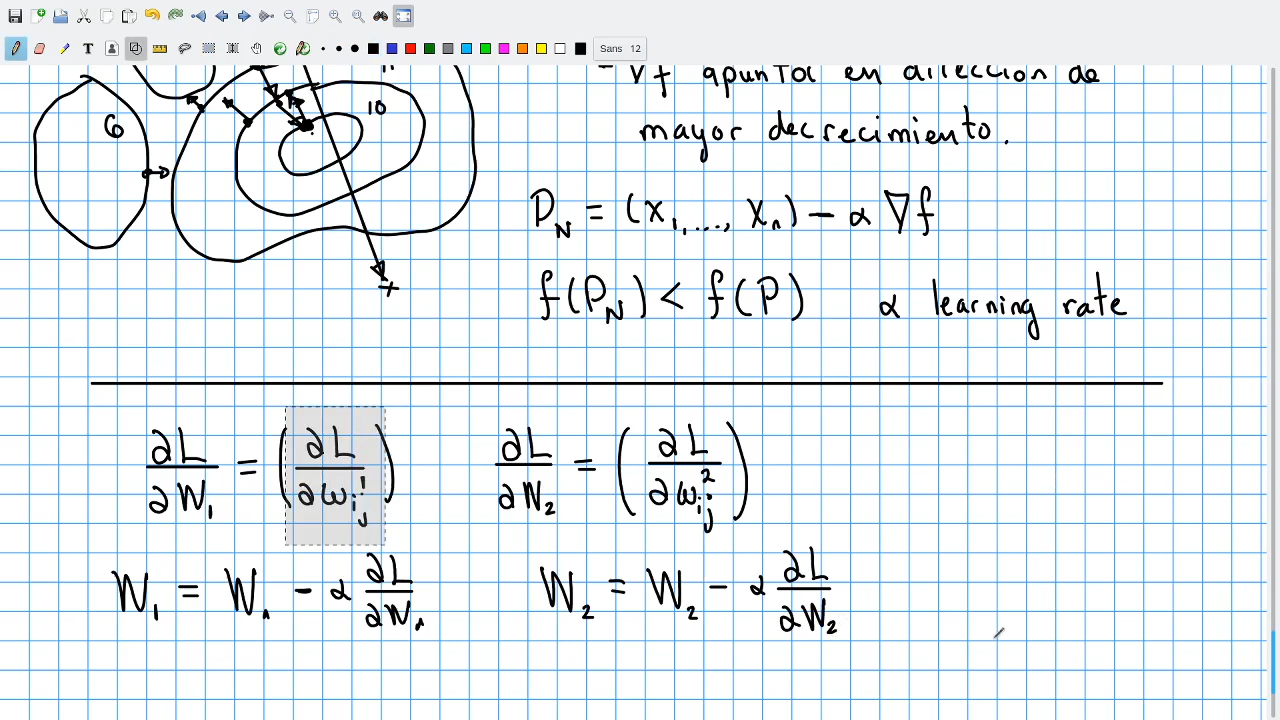 Sans 12
- ∇f apunta en dirección de
mayor decrecimiento.
6
11
10
P_N = (x_1, ..., x_n) - α ∇f
f(P_N) < f(P)   α learning rate
+
∂L/∂W_1 = (∂L/∂w_ij^1)   ∂L/∂W_2 = (∂L/∂w_ij^2)
W_1 = W_1 - α ∂L/∂W_1   W_2 = W_2 - α ∂L/∂W_2